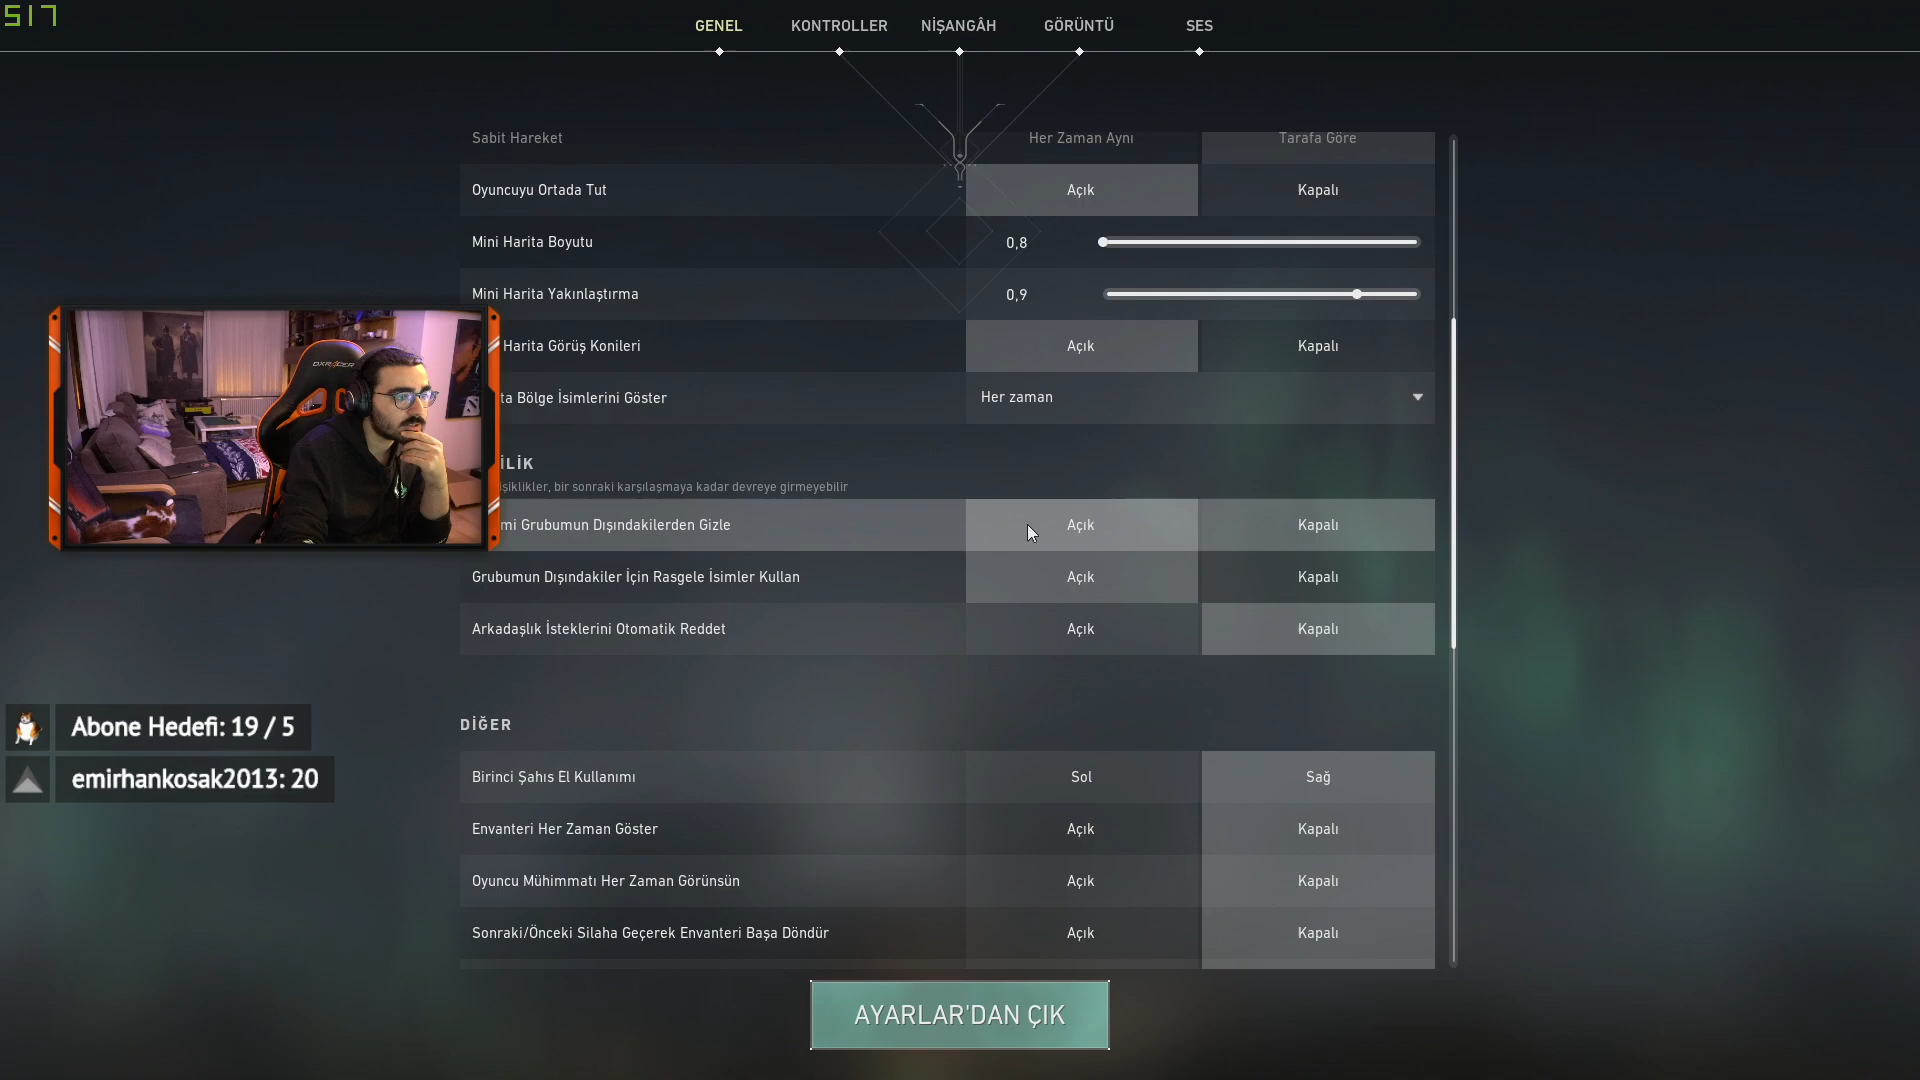 517
GENEL
KONTROLLER
NİŞANGÂH
GÖRÜNTÜ
SES
Sabit Hareket
Her Zaman Aynı
Tarafa Göre
Oyuncuyu Ortada Tut
Açık
Kapalı
Mini Harita Boyutu
0,8
Mini Harita Yakınlaştırma
0,9
Harita Görüş Konileri
Açık
Kapalı
ta Bölge İsimlerini Göster
Her zaman
DXRACER
İLİK
işiklikler, bir sonraki karşılaşmaya kadar devreye girmeyebilir
mi Grubumun Dışındakilerden Gizle
Açık
Kapalı
Grubumun Dışındakiler İçin Rasgele İsimler Kullan
Açık
Kapalı
Arkadaşlık İsteklerini Otomatik Reddet
Açık
Kapalı
Abone Hedefi: 19 / 5
emirhankosak2013: 20
DİĞER
Birinci Şahıs El Kullanımı
Sol
Sağ
Envanteri Her Zaman Göster
Açık
Kapalı
Oyuncu Mühimmatı Her Zaman Görünsün
Açık
Kapalı
Sonraki/Önceki Silaha Geçerek Envanteri Başa Döndür
Açık
Kapalı
AYARLAR'DAN ÇIK